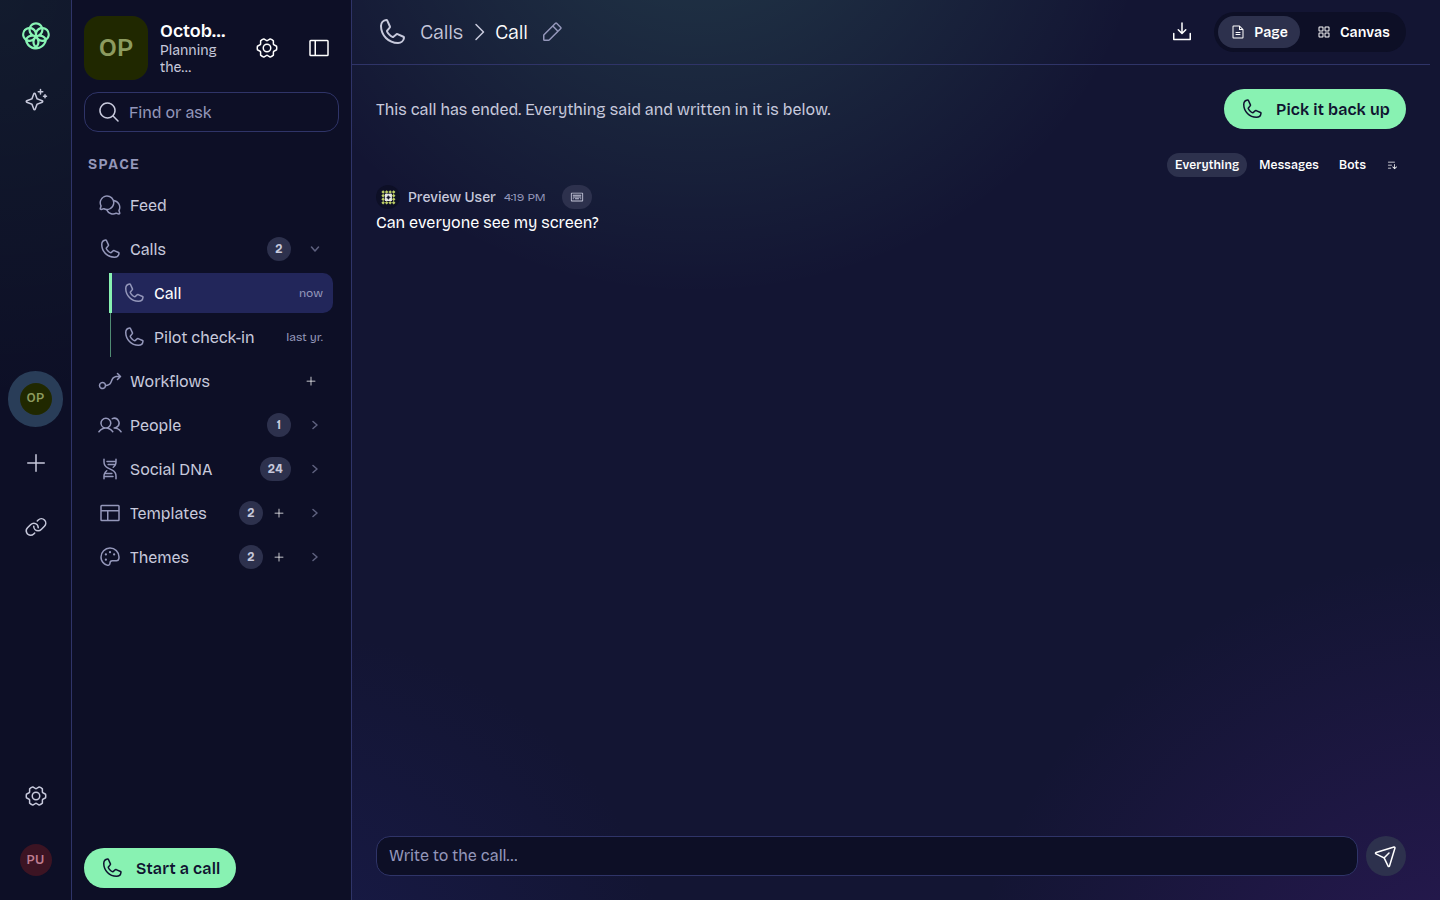 OP
Octob...
Planning
the...
Find or ask
SPACE
Feed
Calls
2
Call
now
Pilot check-in
last yr.
Workflows
People
1
Social DNA
24
Templates
2
Themes
2
Start a call
OP
PU
Calls
Call
Page
Canvas
This call has ended. Everything said and written in it is below.
Pick it back up
Everything
Messages
Bots
Preview User
4:19 PM
Can everyone see my screen?
Write to the call...